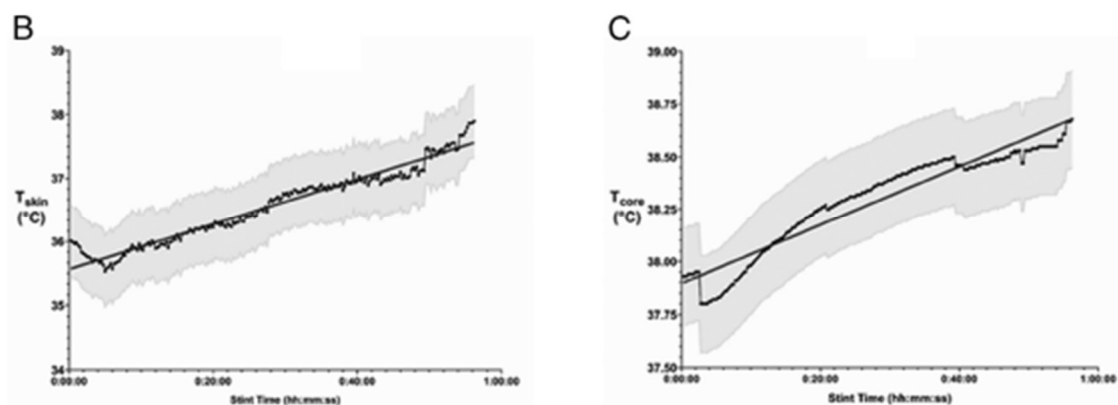 B
39
38
37
36
35
34
T skin
(°C)
0:00:00
0:20:00
0:40:00
1:00:00
Stint Time (hh:mm:ss)
C
39.00
38.75
38.50
38.25
38.00
37.75
37.50
T core
(°C)
0:00:00
0:20:00
0:40:00
1:00:00
Stint Time (hh:mm:ss)